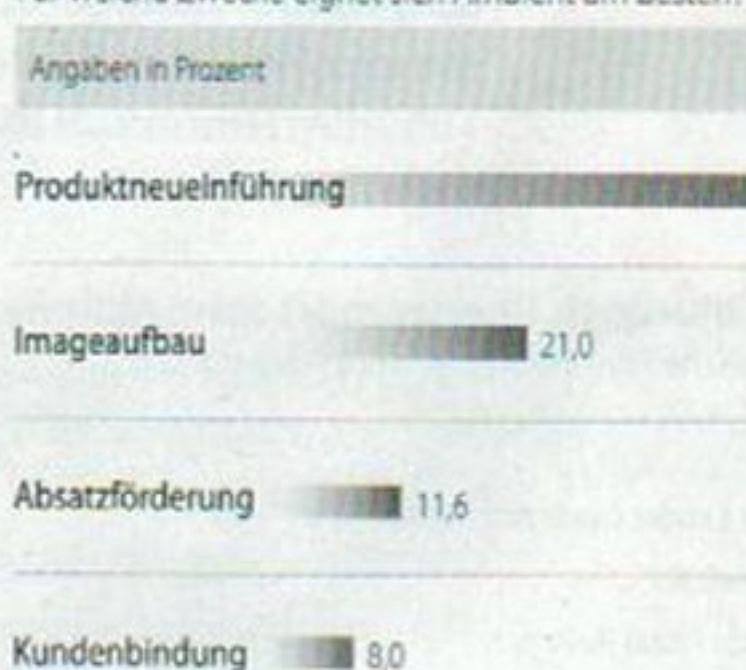 Angaben in Prozent
Produktneueinführung
Imageaufbau 21,0
Absatzförderung 11,6
Kundenbindung 8,0